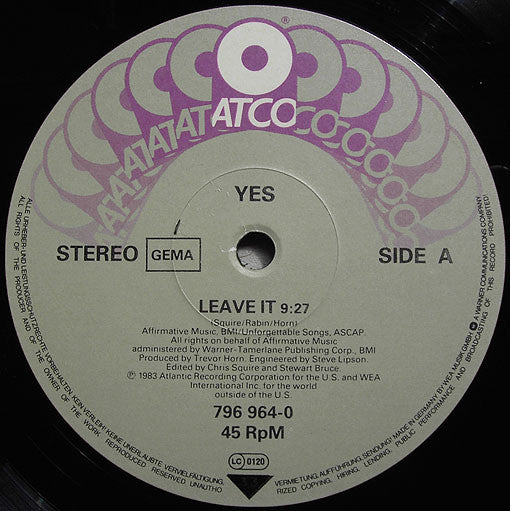 ®
ATCO
YES
STEREO GEMA SIDE A
LEAVE IT 9:27
(Squire/Rabin/Horn)
Affirmative Music, BMI/Unforgettable Songs, ASCAP.
All rights on behalf of Affirmative Music
administered by Warner-Tamerlane Publishing Corp., BMI
Produced by Trevor Horn. Engineered by Steve Lipson.
Edited by Chris Squire and Stewart Bruce.
℗ 1983 Atlantic Recording Corporation for the U.S. and WEA
International Inc. for the world
outside of the U.S.
796 964-0
45 RpM
LC 0120
ALLE URHEBER- UND LEISTUNGSSCHUTZRECHTE VORBEHALTEN. KEIN VERLEIH! KEINE UNERLAUBTE VERVIELFÄLTIGUNG, VERMIETUNG, AUFFÜHRUNG, SENDUNG! MADE IN GERMANY, BY WEA MUSIK GMBH, A WARNER COMMUNICATIONS COMPANY
ALL RIGHTS OF THE PRODUCER AND OF THE OWNER OF THE WORK REPRODUCED RESERVED UNAUTHO RIZED COPYING, HIRING, LENDING, PUBLIC PERFORMANCE AND BROADCASTING OF THIS RECORD PROHIBITED!